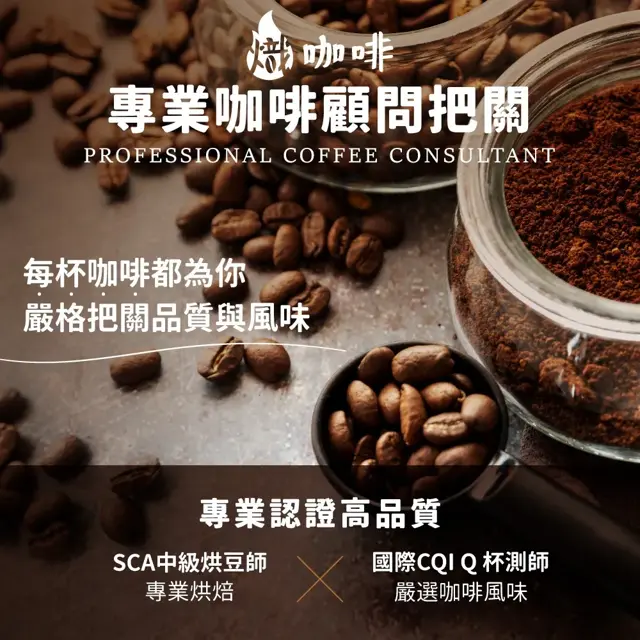 焙咖啡
專業咖啡顧問把關
PROFESSIONAL COFFEE CONSULTANT
每杯咖啡都為你
嚴格把關品質與風味
專業認證高品質
SCA中級烘豆師
專業烘焙
國際CQI Q 杯測師
嚴選咖啡風味